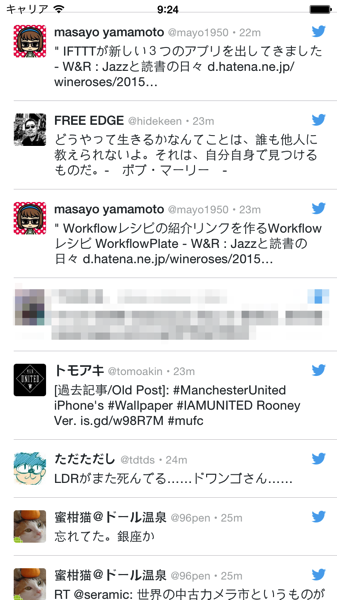 キャリア 9:24
masayo yamamoto @mayo1950・22m
" IFTTTが新しい３つのアプリを出してきました
- W&R : Jazzと読書の日々 d.hatena.ne.jp/
wineroses/2015…
FREE EDGE @hidekeen・23m
どうやって生きるかなんてことは、誰も他人に
教えられないよ。それは、自分自身で見つける
ものだ。-　ボブ・マーリー　-
masayo yamamoto @mayo1950・23m
" Workflowレシピの紹介リンクを作るWorkflow
レシピ WorkflowPlate - W&R : Jazzと読書の
日々 d.hatena.ne.jp/wineroses/2015…
トモアキ @tomoakin・23m
[過去記事/Old Post]: #ManchesterUnited
iPhone's #Wallpaper #IAMUNITED Rooney
Ver. is.gd/w98R7M #mufc
UNITED
ただただし @tdtds・24m
LDRがまた死んでる……ドワンゴさん……
蜜柑猫＠ドール温泉 @96pen・25m
忘れてた。銀座か
蜜柑猫＠ドール温泉 @96pen・25m
RT @seramic: 世界の中古カメラ市というものが